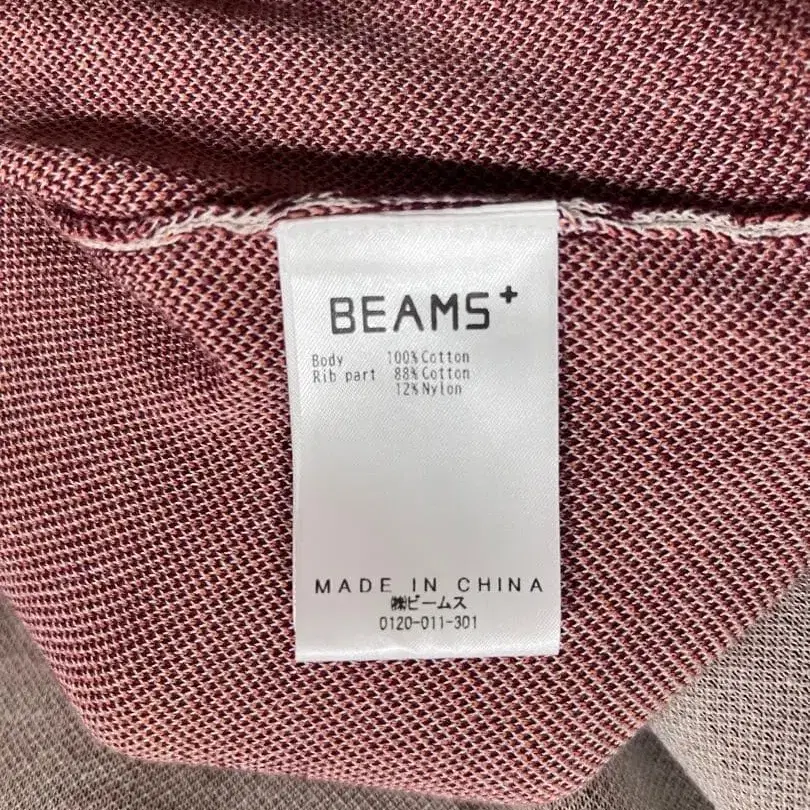 BEAMS+
Body 100% Cotton
Rib part 88% Cotton
12% Nylon
MADE IN CHINA
㈱ビームス
0120-011-301